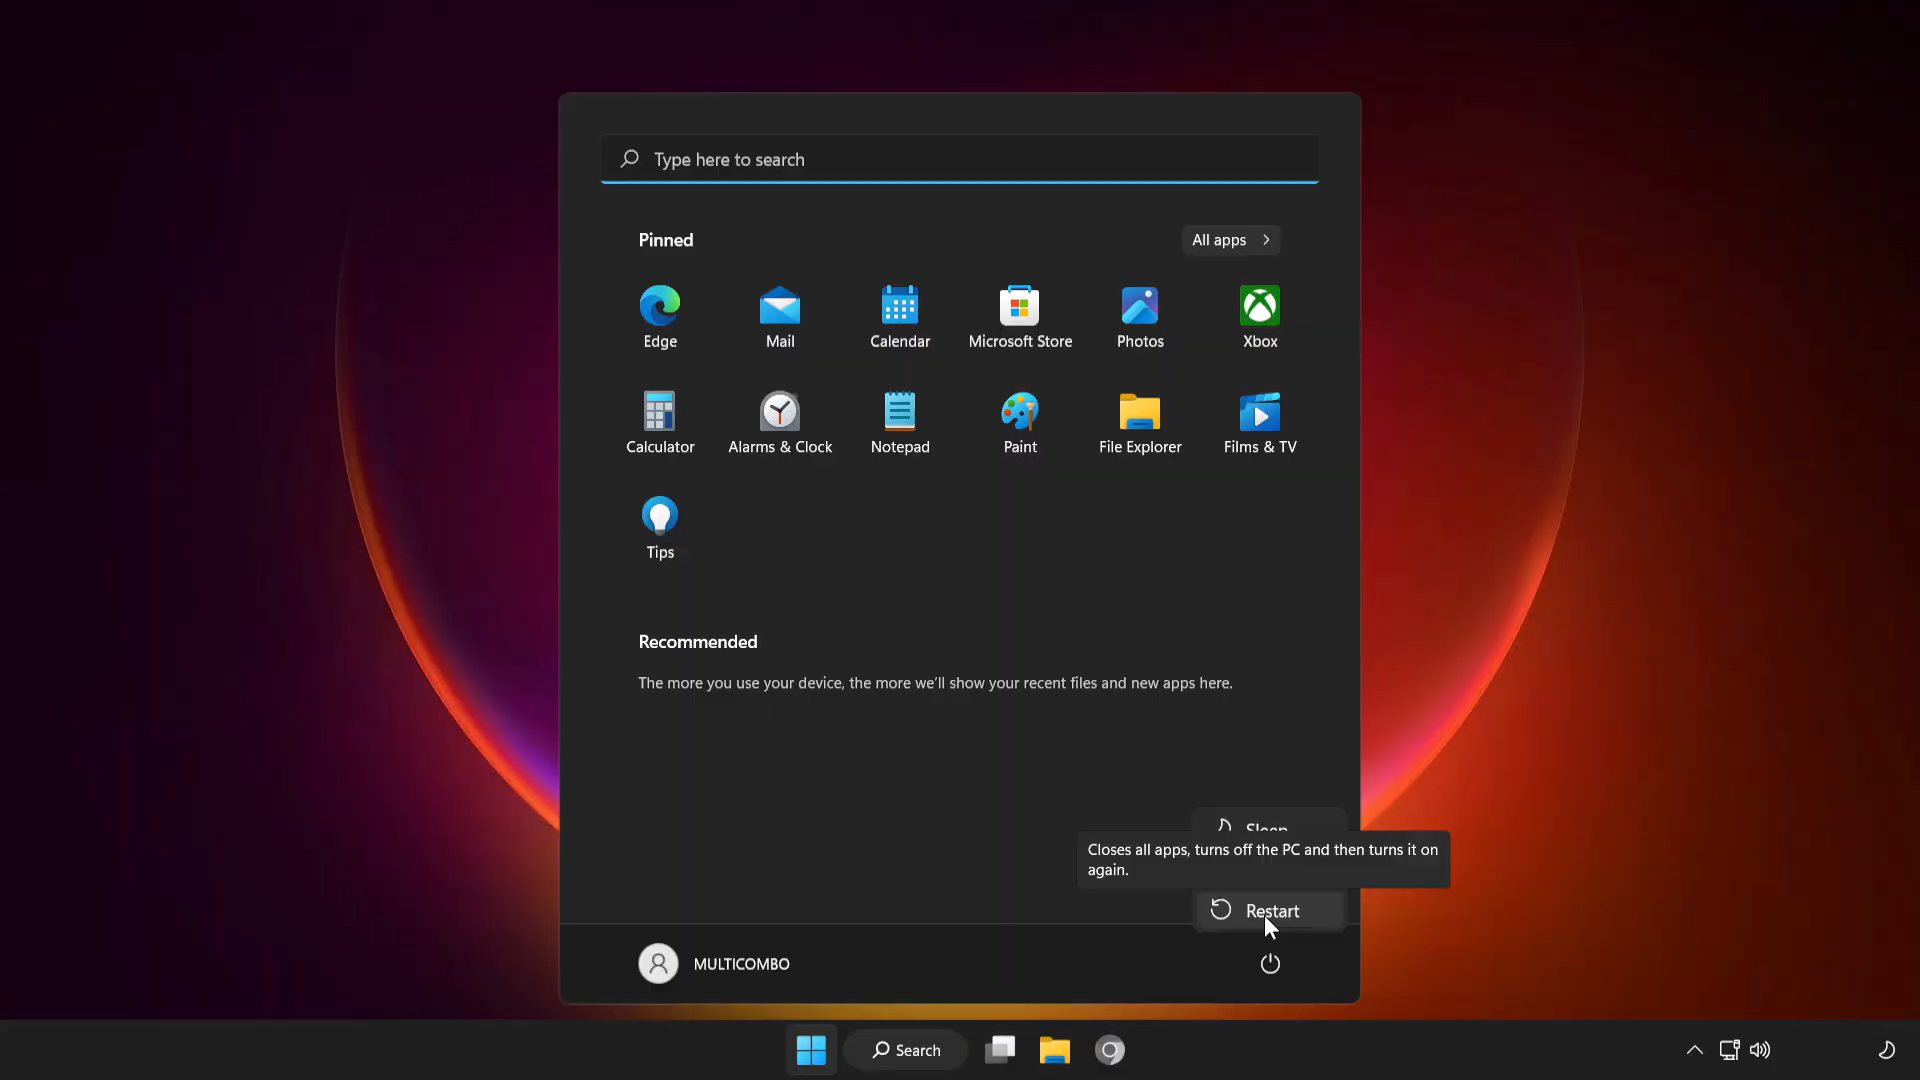 Type here to search
Pinned
All apps
Edge
Mail
Calendar
Microsoft Store
Photos
Xbox
Calculator
Alarms & Clock
Notepad
Paint
File Explorer
Films & TV
Tips
Recommended
The more you use your device, the more we'll show your recent files and new apps here.
Sleep
Closes all apps, turns off the PC and then turns it on
again.
Restart
MULTICOMBO
Search